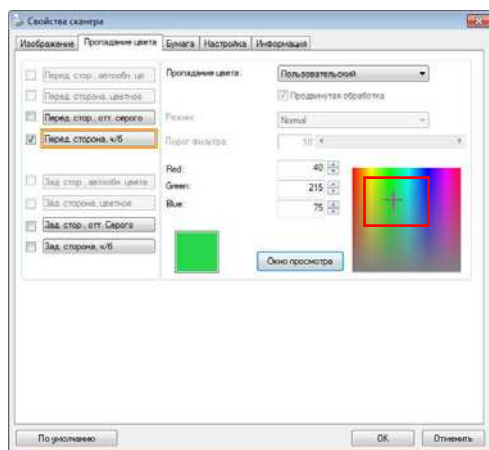 Свойства сканера
Изображение Пропадание цвета Бумага Настройка Информация
Перед. стор., автообн. цв
Перед. сторона, цветное
Перед. стор., отт. серого
Перед. сторона, ч/б
Зад. стор., автообн. цвета
Зад. сторона, цветное
Зад. стор., отт. Серого
Зад. сторона, ч/б
Пропадание цвета: Пользовательский
Продвинутая обработка
Режим: Normal
Порог фильтра: 10
Red: 40
Green: 215
Blue: 75
Окно просмотра
По умолчанию OK Отменить